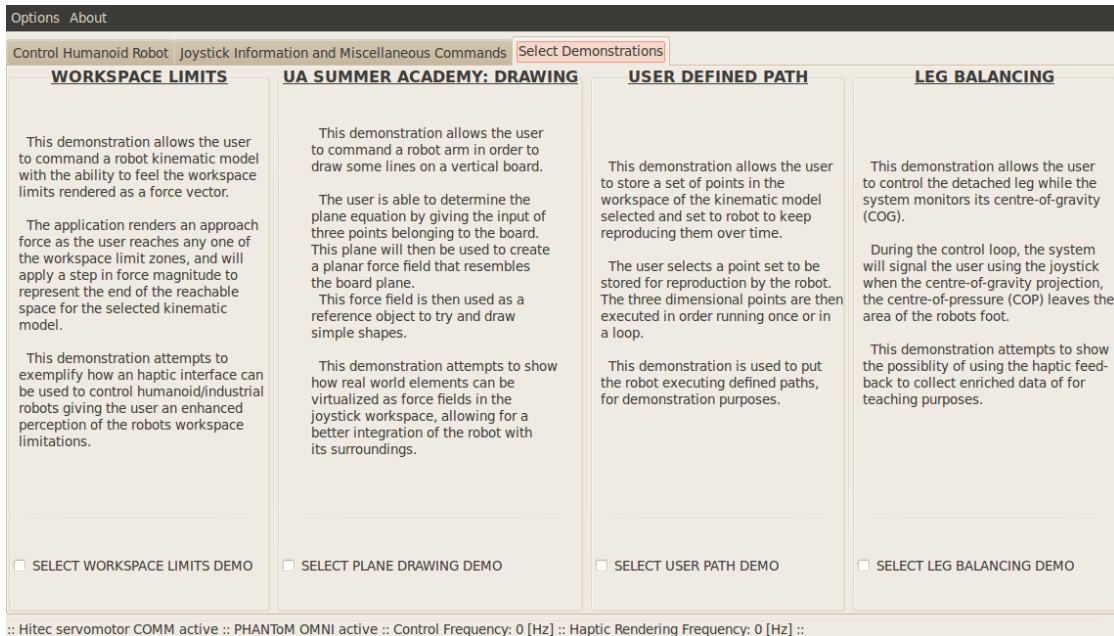 Options About
Control Humanoid Robot Joystick Information and Miscellaneous Commands Select Demonstrations
WORKSPACE LIMITS
This demonstration allows the user
to command a robot kinematic model
with the ability to feel the workspace
limits rendered as a force vector.
The application renders an approach
force as the user reaches any one of
the workspace limit zones, and will
apply a step in force magnitude to
represent the end of the reachable
space for the selected kinematic
model.
This demonstration attempts to
exemplify how an haptic interface can
be used to control humanoid/industrial
robots giving the user an enhanced
perception of the robots workspace
limitations.
SELECT WORKSPACE LIMITS DEMO
UA SUMMER ACADEMY: DRAWING
This demonstration allows the user
to command a robot arm in order to
draw some lines on a vertical board.
The user is able to determine the
plane equation by giving the input of
three points belonging to the board.
This plane will then be used to create
a planar force field that resembles
the board plane.
This force field is then used as a
reference object to try and draw
simple shapes.
This demonstration attempts to show
how real world elements can be
virtualized as force fields in the
joystick workspace, allowing for a
better integration of the robot with
its surroundings.
SELECT PLANE DRAWING DEMO
USER DEFINED PATH
This demonstration allows the user
to store a set of points in the
workspace of the kinematic model
selected and set to robot to keep
reproducing them over time.
The user selects a point set to be
stored for reproduction by the robot.
The three dimensional points are then
executed in order running once or in
a loop.
This demonstration is used to put
the robot executing defined paths,
for demonstration purposes.
SELECT USER PATH DEMO
LEG BALANCING
This demonstration allows the user
to control the detached leg while the
system monitors its centre-of-gravity
(COG).
During the control loop, the system
will signal the user using the joystick
when the centre-of-gravity projection,
the centre-of-pressure (COP) leaves the
area of the robots foot.
This demonstration attempts to show
the possiblity of using the haptic feed-
back to collect enriched data of for
teaching purposes.
SELECT LEG BALANCING DEMO
:: Hitec servomotor COMM active :: PHANToM OMNI active :: Control Frequency: 0 [Hz] :: Haptic Rendering Frequency: 0 [Hz] ::